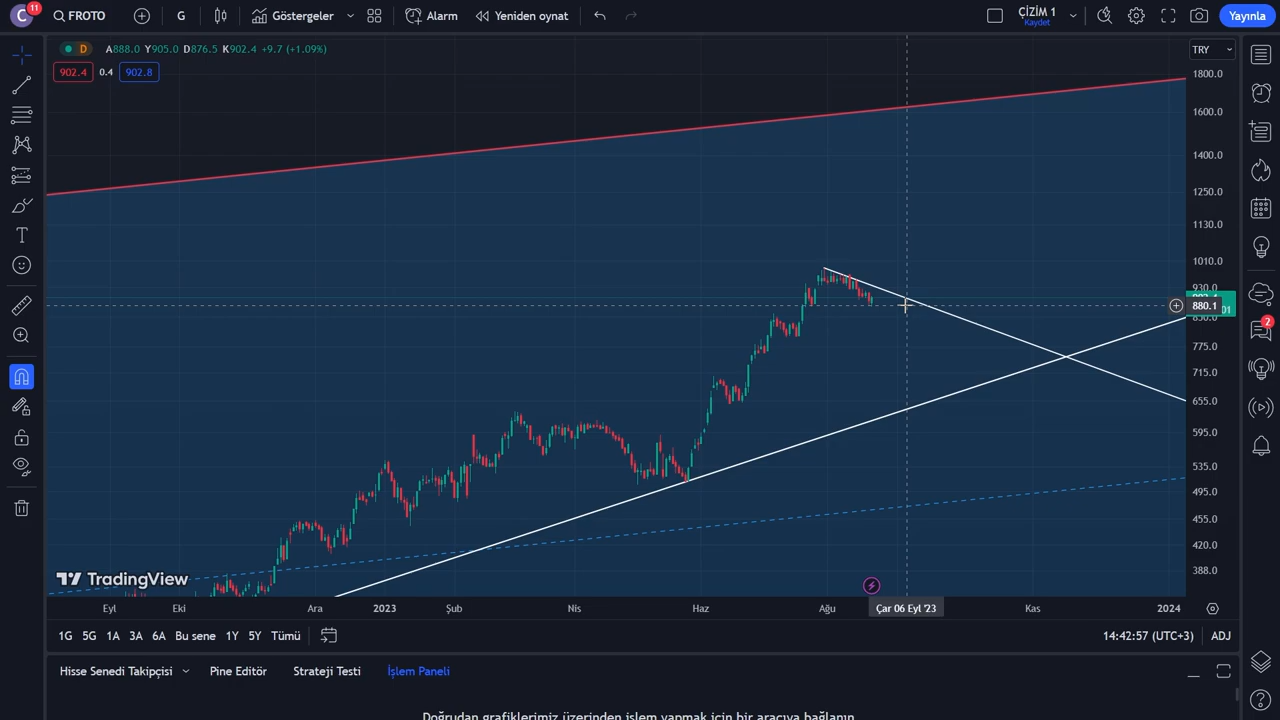 C 11 FROTO G Göstergeler Alarm Yeniden oynat ÇİZİM 1 Kaydet Yayınla
D A888.0 Y905.0 D876.5 K902.4 +9.7 (+1.09%) TRY
902.4 0.4 902.8
1800.0
1600.0
1400.0
1250.0
1130.0
1010.0
930.0
880.1
850.0
775.0
715.0
655.0
595.0
535.0
495.0
455.0
420.0
388.0
2
TradingView
Eyl Eki Ara 2023 Şub Nis Haz Ağu Çar 06 Eyl '23 Kas 2024
1G 5G 1A 3A 6A Bu sene 1Y 5Y Tümü 14:42:57 (UTC+3) ADJ
Hisse Senedi Takipçisi Pine Editör Strateji Testi İşlem Paneli
Doğrudan grafiklerimiz üzerinden işlem yapmak için bir aracıya bağlanın